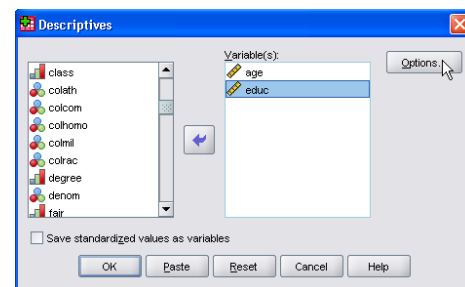 Descriptives
Variable(s):
class
colath
colcom
colhomo
colmil
colrac
degree
denom
fair
age
educ
Options...
Save standardized values as variables
OK
Paste
Reset
Cancel
Help